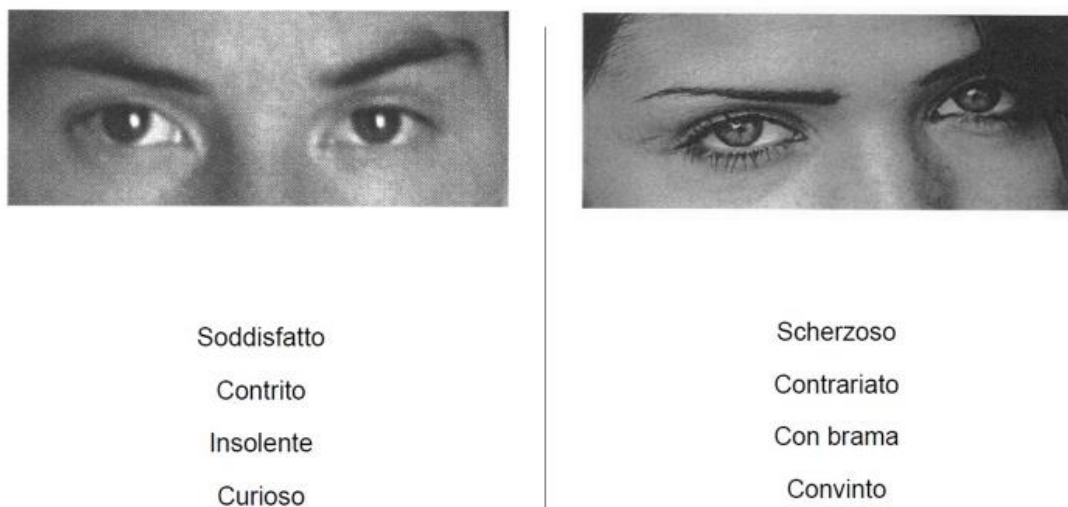 Soddisfatto
Contrito
Insolente
Curioso
Scherzoso
Contrariato
Con brama
Convinto